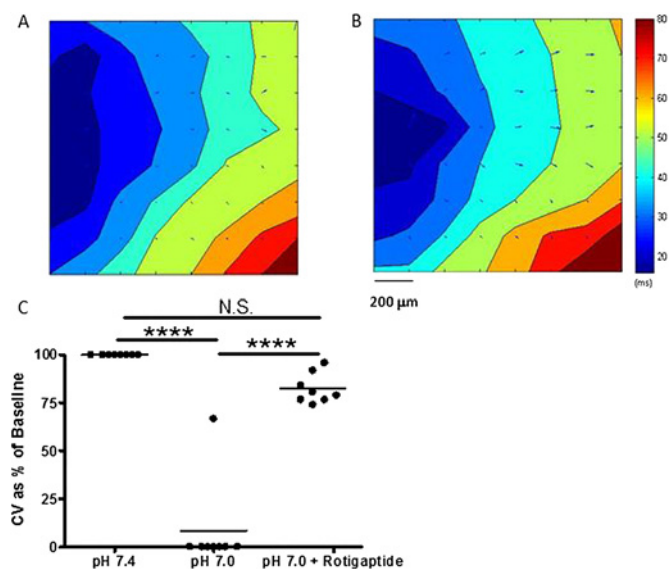 A
B
80
70
60
50
40
30
20
(ms)
200 µm
C
N.S.
****
****
CV as % of Baseline
100
75
50
25
0
pH 7.4
pH 7.0
pH 7.0 + Rotigaptide